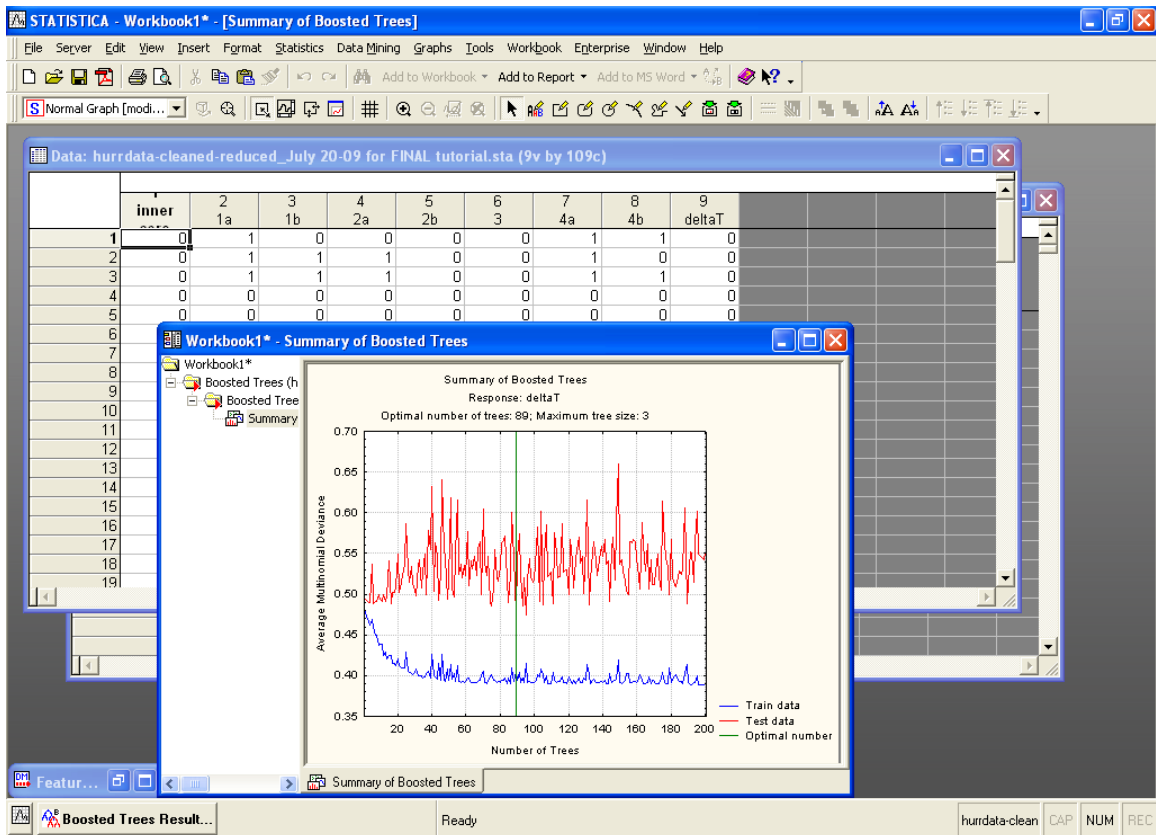 STATISTICA - Workbook1* - [Summary of Boosted Trees]
File Server Edit View Insert Format Statistics Data Mining Graphs Tools Workbook Enterprise Window Help
Add to Workbook Add to Report Add to MS Word
Normal Graph [modi...
Data: hurrdata-cleaned-reduced_July 20-09 for FINAL tutorial.sta (9v by 109c)
2 3 4 5 6 7 8 9
inner 1a 1b 2a 2b 3 4a 4b deltaT
1 0 1 0 0 0 0 1 1 0
2 0 1 1 1 0 0 1 0 0
3 0 1 1 1 0 0 1 1 0
4 0 0 0 0 0 0 0 0 0
5 0 0 0 0 0 0 0 0 0
6
7
8
9
10
11
12
13
14
15
16
17
18
19
Workbook1* - Summary of Boosted Trees
Workbook1*
Boosted Trees (h
Boosted Tree
Summary
Summary of Boosted Trees
Response: deltaT
Optimal number of trees: 89; Maximum tree size: 3
0.70
0.65
0.60
0.55
0.50
0.45
0.40
0.35
Average Multinomial Deviance
20 40 60 80 100 120 140 160 180 200
Number of Trees
Train data
Test data
Optimal number
Summary of Boosted Trees
Featur...
Boosted Trees Result...
Ready
hurrdata-clean CAP NUM REC